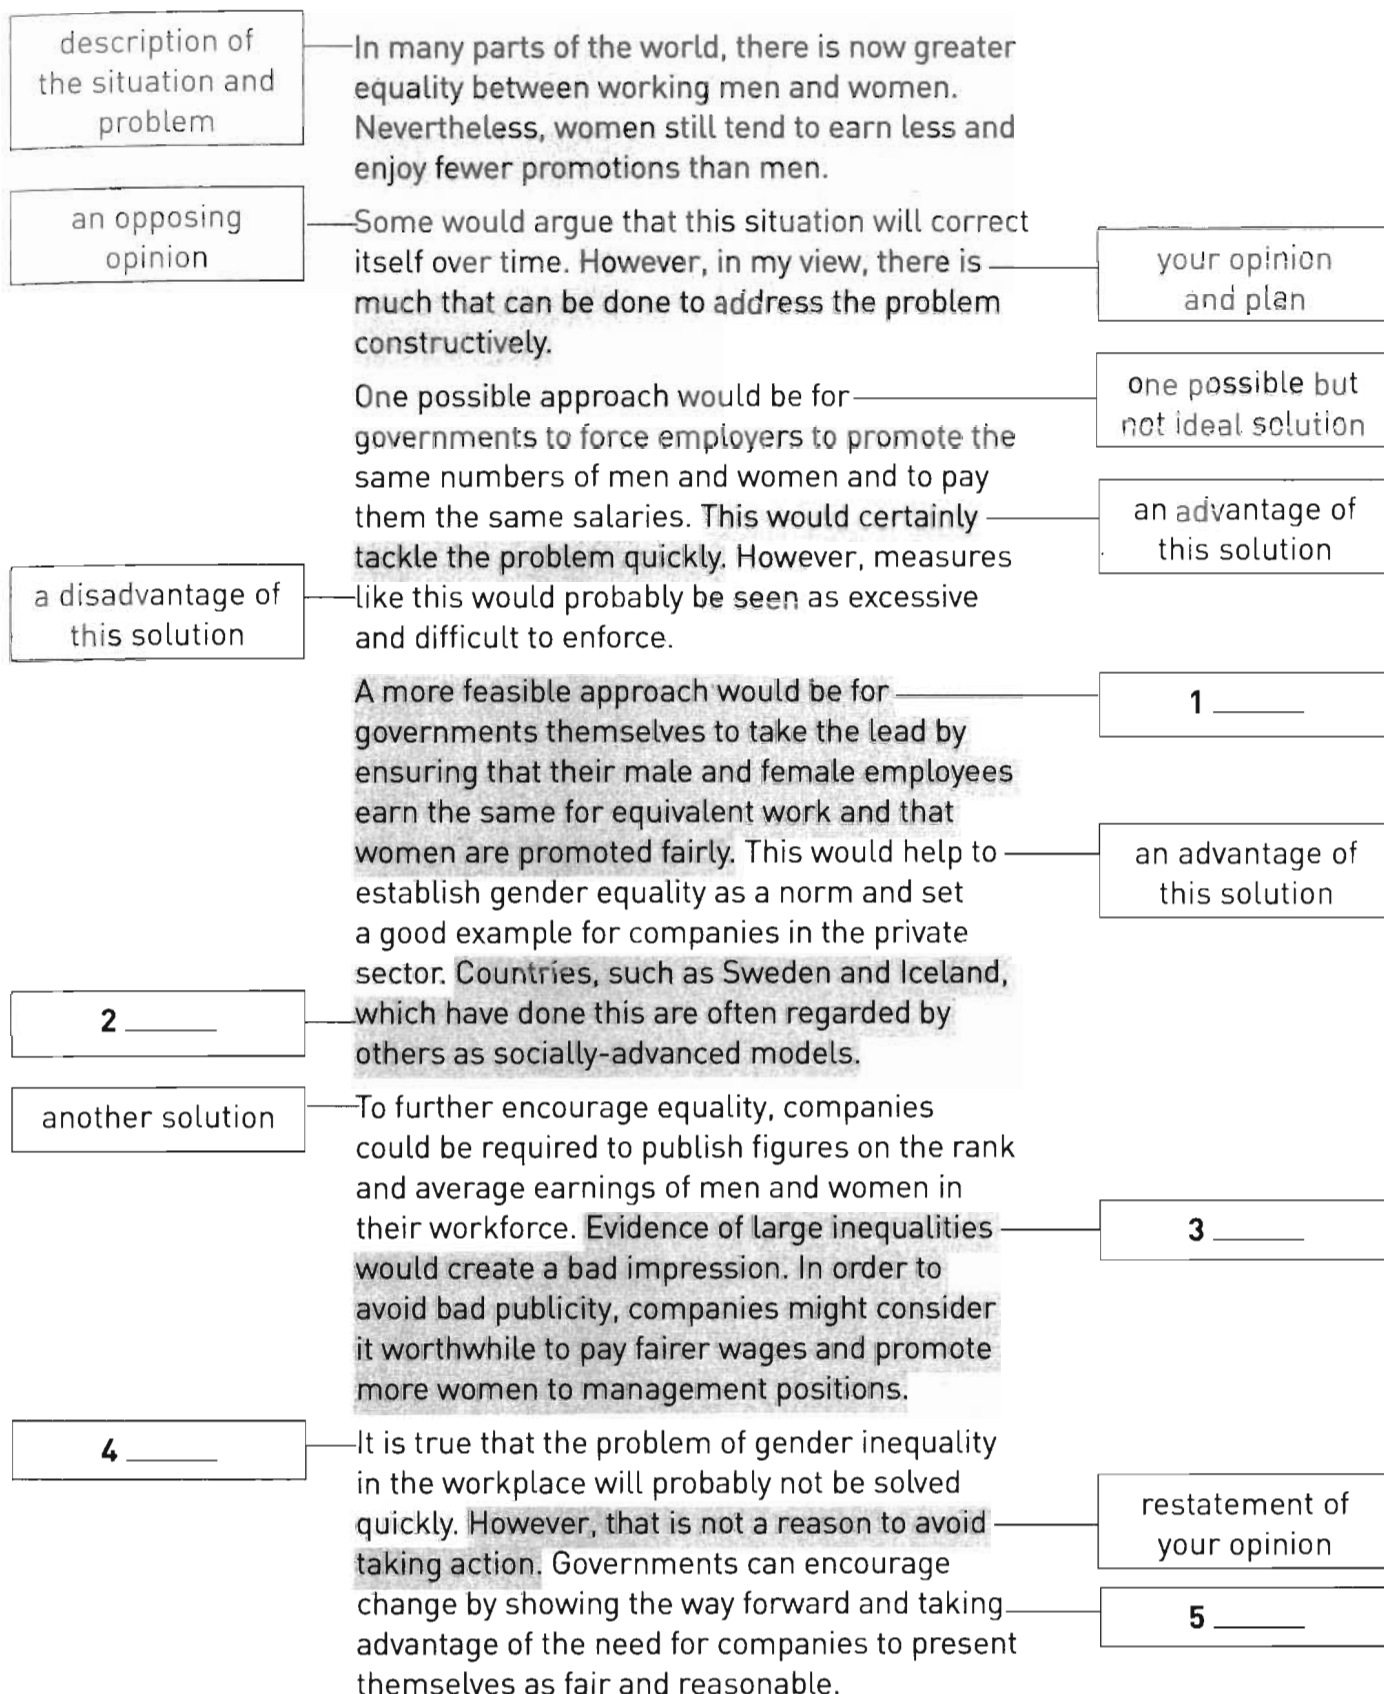 description of
the situation and
problem
In many parts of the world, there is now greater
equality between working men and women.
Nevertheless, women still tend to earn less and
enjoy fewer promotions than men.
an opposing
opinion
Some would argue that this situation will correct
itself over time. However, in my view, there is
much that can be done to address the problem
constructively.
your opinion
and plan
One possible approach would be for
governments to force employers to promote the
same numbers of men and women and to pay
them the same salaries. This would certainly
tackle the problem quickly. However, measures
like this would probably be seen as excessive
and difficult to enforce.
one possible but
not ideal solution
an advantage of
this solution
a disadvantage of
this solution
A more feasible approach would be for
governments themselves to take the lead by
ensuring that their male and female employees
earn the same for equivalent work and that
women are promoted fairly. This would help to
establish gender equality as a norm and set
a good example for companies in the private
sector. Countries, such as Sweden and Iceland,
which have done this are often regarded by
others as socially-advanced models.
1 ______
an advantage of
this solution
2 ______
another solution
To further encourage equality, companies
could be required to publish figures on the rank
and average earnings of men and women in
their workforce. Evidence of large inequalities
would create a bad impression. In order to
avoid bad publicity, companies might consider
it worthwhile to pay fairer wages and promote
more women to management positions.
3 ______
4 ______
It is true that the problem of gender inequality
in the workplace will probably not be solved
quickly. However, that is not a reason to avoid
taking action. Governments can encourage
change by showing the way forward and taking
advantage of the need for companies to present
themselves as fair and reasonable.
restatement of
your opinion
5 ______